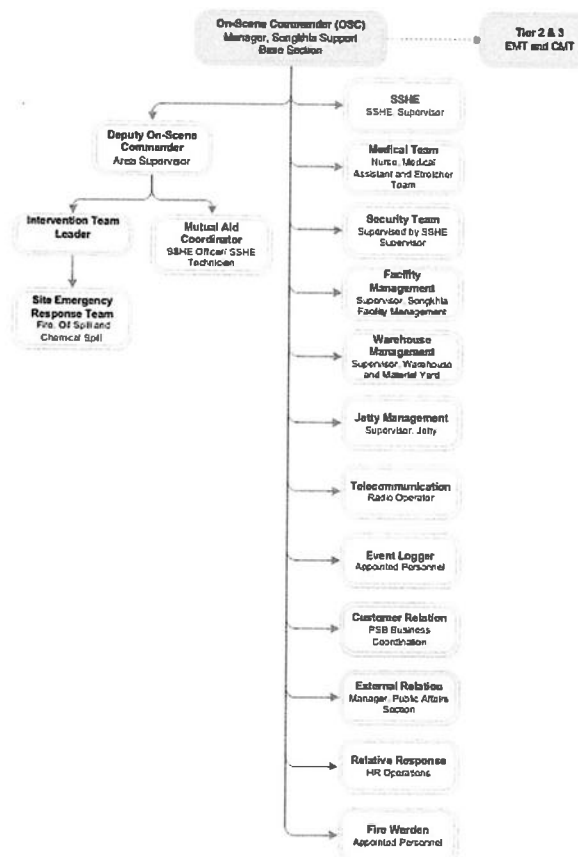 On-Scene Commander (OSC)
Manager, Songkhla Support
Base Section
Tier 2 & 3
EMT and CMT
Deputy On-Scene
Commander
Area Supervisor
Intervention Team
Leader
Mutual Aid
Coordinator
SSHE Officer/ SSHE
Technician
Site Emergency
Response Team
Fire, Oil Spill and
Chemical Spill
SSHE
SSHE, Supervisor
Medical Team
Nurse, Medical
Assistant and Stretcher
Team
Security Team
Supervised by SSHE
Supervisor
Facility
Management
Supervisor, Songkhla
Facility Management
Warehouse
Management
Supervisor, Warehouse
and Material Yard
Jetty Management
Supervisor, Jetty
Telecommunication
Radio Operator
Event Logger
Appointed Personnel
Customer Relation
PSB Business
Coordination
External Relation
Manager, Public Affairs
Section
Relative Response
HR Operations
Fire Warden
Appointed Personnel